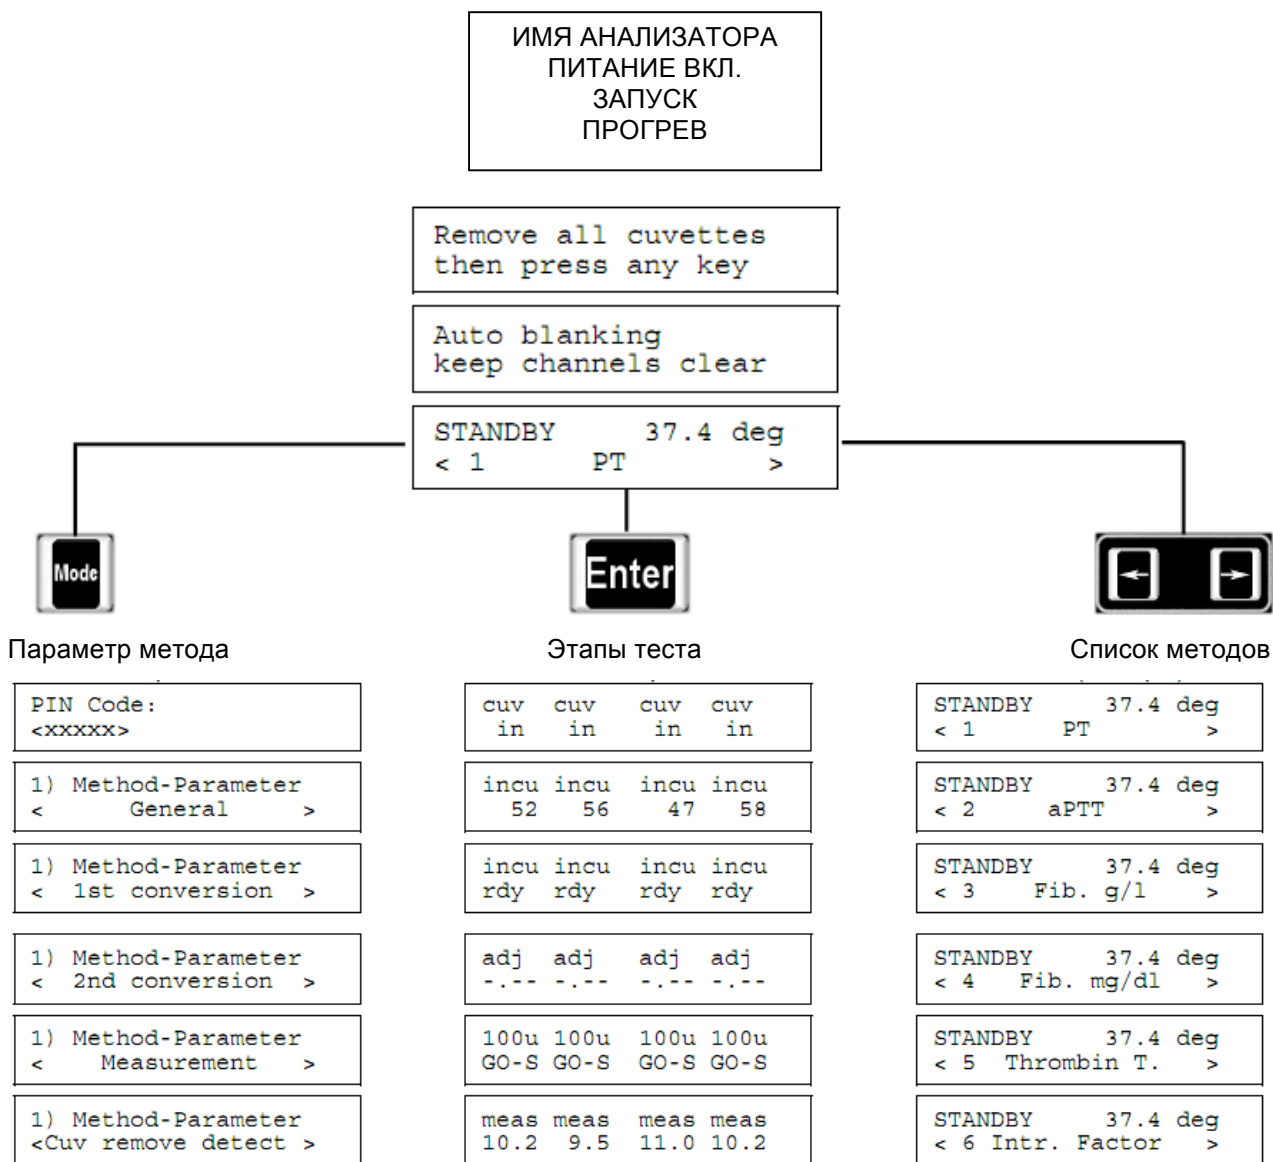 ИМЯ АНАЛИЗАТОРА
ПИТАНИЕ ВКЛ.
ЗАПУСК
ПРОГРЕВ
Remove all cuvettes
then press any key
Auto blanking
keep channels clear
STANDBY 37.4 deg
< 1 PT >
Mode
Enter
Параметр метода
PIN Code:
<xxxxx>
1) Method-Parameter
< General >
1) Method-Parameter
< 1st conversion >
1) Method-Parameter
< 2nd conversion >
1) Method-Parameter
< Measurement >
1) Method-Parameter
<Cuv remove detect >
Этапы теста
cuv cuv cuv cuv
in in in in
incu incu incu incu
52 56 47 58
incu incu incu incu
rdy rdy rdy rdy
adj adj adj adj
-.-- -.-- -.-- -.--
100u 100u 100u 100u
GO-S GO-S GO-S GO-S
meas meas meas meas
10.2 9.5 11.0 10.2
Список методов
STANDBY 37.4 deg
< 1 PT >
STANDBY 37.4 deg
< 2 aPTT >
STANDBY 37.4 deg
< 3 Fib. g/l >
STANDBY 37.4 deg
< 4 Fib. mg/dl >
STANDBY 37.4 deg
< 5 Thrombin T. >
STANDBY 37.4 deg
< 6 Intr. Factor >